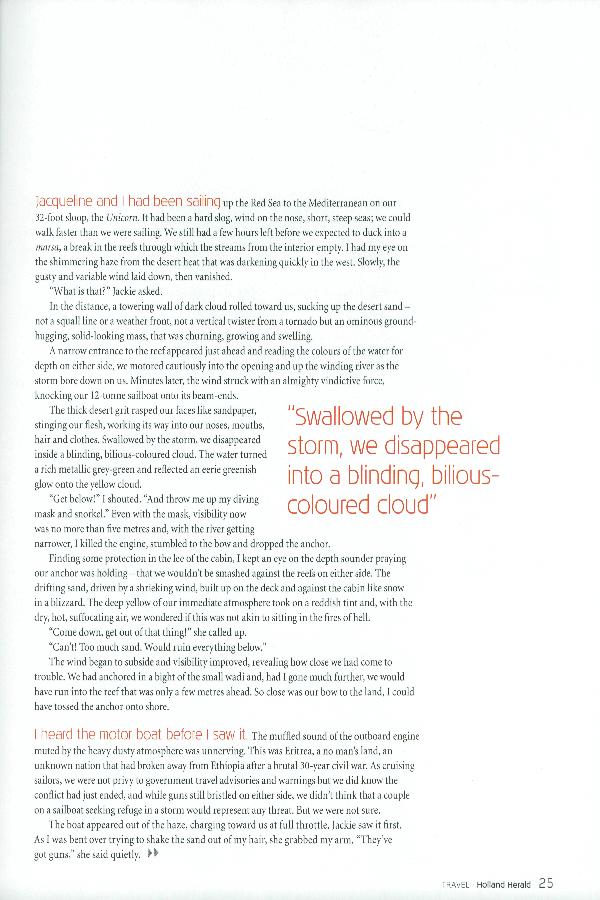 Jacqueline and I had been sailing up the Red Sea to the Mediterranean on our
32-foot sloop, the Unicorn. It had been a hard slog, wind on the nose, short, steep seas; we could
walk faster than we were sailing. We still had a few hours left before we expected to duck into a
marsa, a break in the reefs through which the streams from the interior empty. I had my eye on
the shimmering haze from the desert heat that was darkening quickly in the west. Slowly, the
gusty and variable wind laid down, then vanished.
"What is that?" Jackie asked.
In the distance, a towering wall of dark cloud rolled toward us, sucking up the desert sand –
not a squall line or a weather front, not a vertical twister from a tornado but an ominous ground-
hugging, solid-looking mass, that was churning, growing and swelling.
A narrow entrance to the reef appeared just ahead and reading the colours of the water for
depth on either side, we motored cautiously into the opening and up the winding river as the
storm bore down on us. Minutes later, the wind struck with an almighty vindictive force,
knocking our 12-tonne sailboat onto its beam-ends.
The thick desert grit rasped our faces like sandpaper,
stinging our flesh, working its way into our noses, mouths,
hair and clothes. Swallowed by the storm, we disappeared
inside a blinding, bilious-coloured cloud. The water turned
a rich metallic grey-green and reflected an eerie greenish
glow onto the yellow cloud.
"Get below!" I shouted. "And throw me up my diving
mask and snorkel." Even with the mask, visibility now
was no more than five metres and, with the river getting
narrower, I killed the engine, stumbled to the bow and dropped the anchor.
"Swallowed by the
storm, we disappeared
into a blinding, bilious-
coloured cloud"
Finding some protection in the lee of the cabin, I kept an eye on the depth sounder praying
our anchor was holding – that we wouldn't be smashed against the reefs on either side. The
drifting sand, driven by a shrieking wind, built up on the deck and against the cabin like snow
in a blizzard. The deep yellow of our immediate atmosphere took on a reddish tint and, with the
dry, hot, suffocating air, we wondered if this was not akin to sitting in the fires of hell.
"Come down, get out of that thing!" she called up.
"Can't! Too much sand. Would ruin everything below."
The wind began to subside and visibility improved, revealing how close we had come to
trouble. We had anchored in a bight of the small wadi and, had I gone much further, we would
have run into the reef that was only a few metres ahead. So close was our bow to the land, I could
have tossed the anchor onto shore.
I heard the motor boat before I saw it. The muffled sound of the outboard engine
muted by the heavy dusty atmosphere was unnerving. This was Eritrea, a no man's land, an
unknown nation that had broken away from Ethiopia after a brutal 30-year civil war. As cruising
sailors, we were not privy to government travel advisories and warnings but we did know the
conflict had just ended, and while guns still bristled on either side, we didn't think that a couple
on a sailboat seeking refuge in a storm would represent any threat. But we were not sure.
The boat appeared out of the haze, charging toward us at full throttle. Jackie saw it first.
As I was bent over trying to shake the sand out of my hair, she grabbed my arm. "They've
got guns," she said quietly.
TRAVEL Holland Herald 25